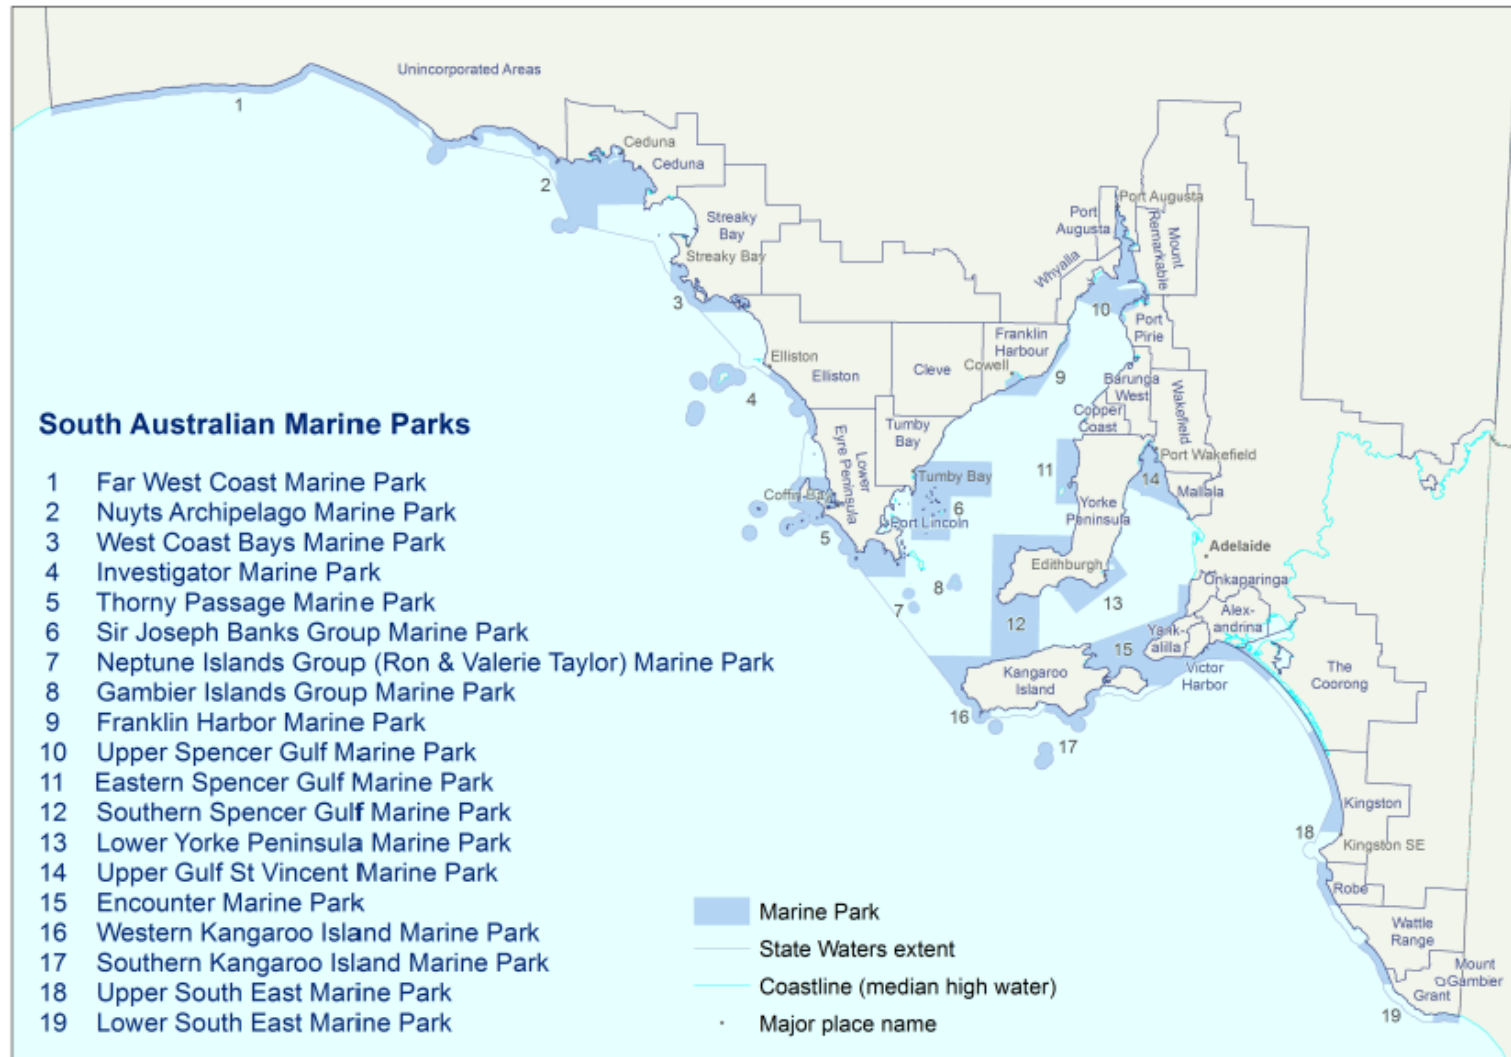 Unincorporated Areas
1
Ceduna
Ceduna
2
Port Augusta
Port
Augusta
Mount
Remarkable
Streaky
Bay
Streaky Bay
Whyalla
3
10
Port
Pirie
Franklin
Harbour
Elliston
Elliston
Cleve
Cowell
9
Barunga
West
Wakefield
4
Copper
Coast
Tumby
Bay
Lower
Eyre Peninsula
Port Wakefield
11
Tumby Bay
14
Mallala
Coffin Bay
Yorke
Peninsula
6
Port Lincoln
5
Adelaide
Edithburgh
Onkaparinga
8
7
13
Alex-
andrina
12
Yank-
alilla
15
Victor
Harbor
Kangaroo
Island
The
Coorong
16
17
Kingston
18
Kingston SE
Robe
Wattle
Range
Mount
Gambier
Grant
19
South Australian Marine Parks
1 Far West Coast Marine Park
2 Nuyts Archipelago Marine Park
3 West Coast Bays Marine Park
4 Investigator Marine Park
5 Thorny Passage Marine Park
6 Sir Joseph Banks Group Marine Park
7 Neptune Islands Group (Ron & Valerie Taylor) Marine Park
8 Gambier Islands Group Marine Park
9 Franklin Harbor Marine Park
10 Upper Spencer Gulf Marine Park
11 Eastern Spencer Gulf Marine Park
12 Southern Spencer Gulf Marine Park
13 Lower Yorke Peninsula Marine Park
14 Upper Gulf St Vincent Marine Park
15 Encounter Marine Park
16 Western Kangaroo Island Marine Park
17 Southern Kangaroo Island Marine Park
18 Upper South East Marine Park
19 Lower South East Marine Park
Marine Park
State Waters extent
Coastline (median high water)
Major place name